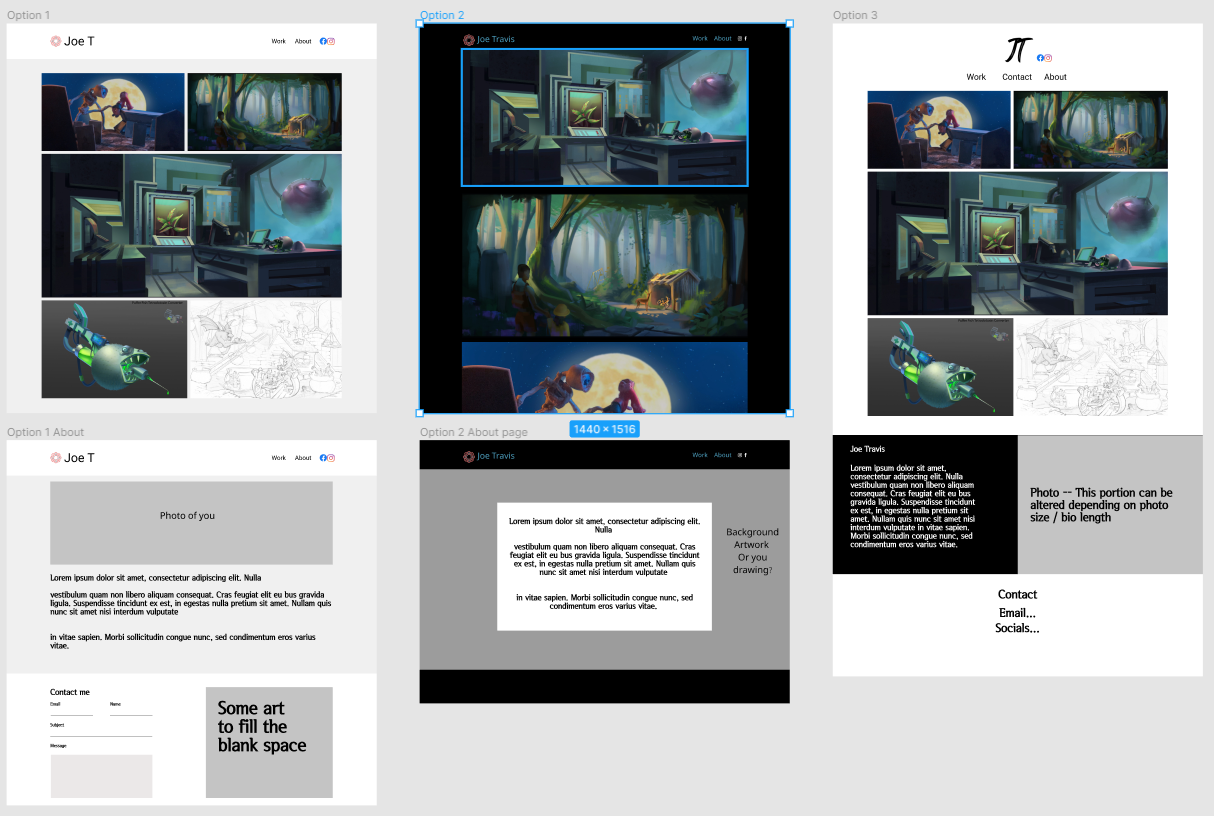 Option 1
Joe T
Work About
Option 2
Joe Travis
Work About
1440 × 1516
Option 3
JT
Work Contact About
Joe Travis
Lorem ipsum dolor sit amet,
consectetur adipiscing elit. Nulla
vestibulum quam non libero aliquam
consequat. Cras feugiat elit eu bus
gravida ligula. Suspendisse tincidunt
ex est, in egestas nulla pretium sit
amet. Nullam quis nunc sit amet nisi
interdum vulputate in vitae sapien.
Morbi sollicitudin congue nunc, sed
condimentum eros varius vitae.
Photo -- This portion can be
altered depending on photo
size / bio length
Contact
Email...
Socials...
Option 1 About
Joe T
Work About
Photo of you
Lorem ipsum dolor sit amet, consectetur adipiscing elit. Nulla
vestibulum quam non libero aliquam consequat. Cras feugiat elit eu bus gravida
ligula. Suspendisse tincidunt ex est, in egestas nulla pretium sit amet. Nullam quis
nunc sit amet nisi interdum vulputate
in vitae sapien. Morbi sollicitudin congue nunc, sed condimentum eros varius
vitae.
Contact me
Email Name
Subject
Message
Some art
to fill the
blank space
Option 2 About page
Joe Travis
Work About
Lorem ipsum dolor sit amet, consectetur adipiscing elit.
Nulla
vestibulum quam non libero aliquam consequat. Cras
feugiat elit eu bus gravida ligula. Suspendisse tincidunt
ex est, in egestas nulla pretium sit amet. Nullam quis
nunc sit amet nisi interdum vulputate
in vitae sapien. Morbi sollicitudin congue nunc, sed
condimentum eros varius vitae.
Background
Artwork
Or you
drawing?